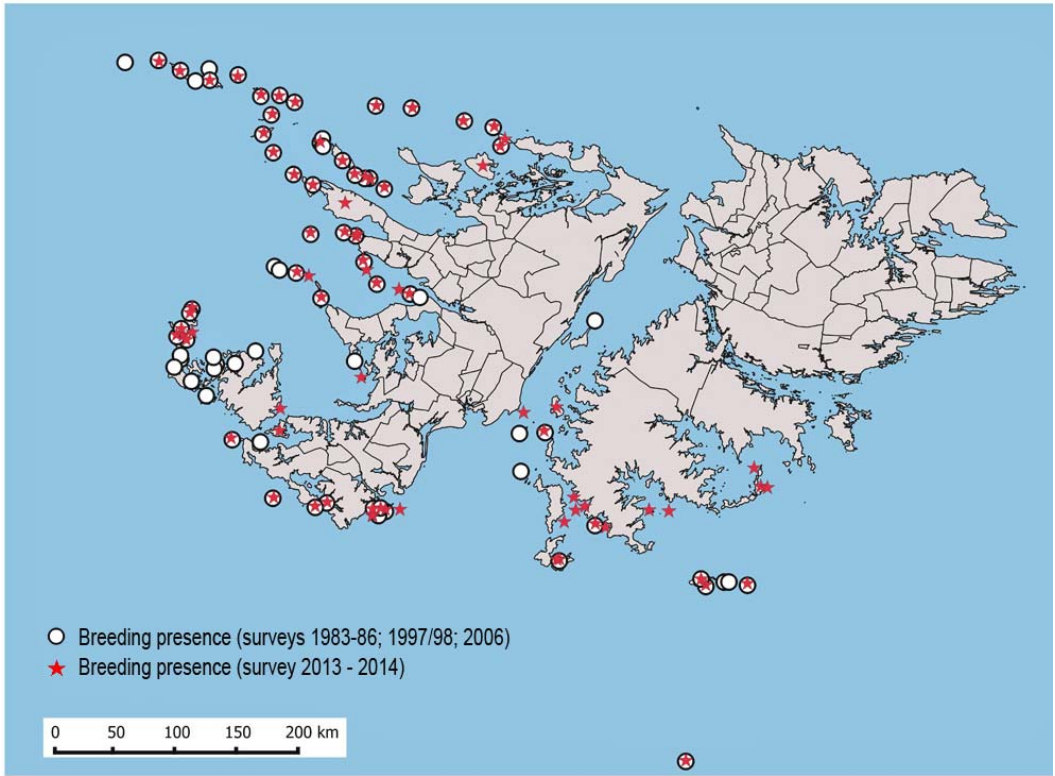 Breeding presence (surveys 1983-86; 1997/98; 2006)
Breeding presence (survey 2013 - 2014)
0 50 100 150 200 km